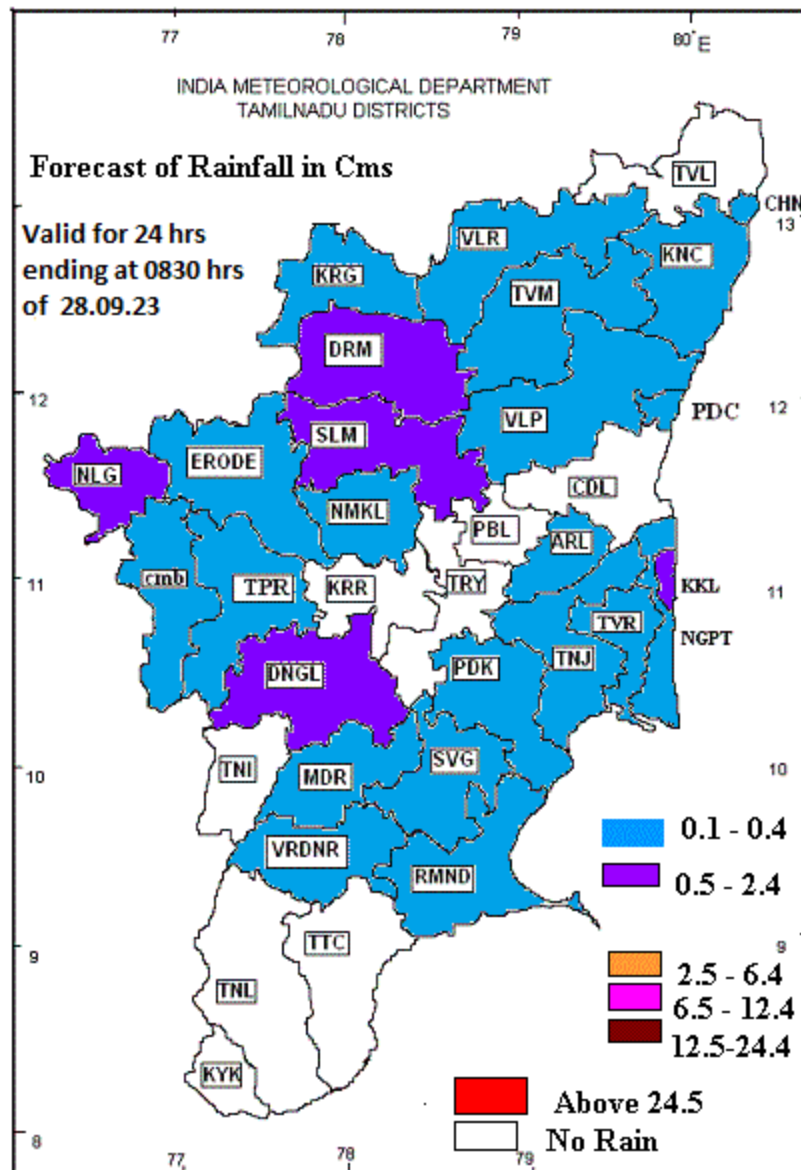 77 78 79 80°E
INDIA METEOROLOGICAL DEPARTMENT
TAMILNADU DISTRICTS
Forecast of Rainfall in Cms
TVL
CHN
13
Valid for 24 hrs
ending at 0830 hrs
of 28.09.23
VLR
KNC
KRG
TVM
DRM
12
12
PDC
VLP
SLM
ERODE
NLG
CDL
NMKL
PBL
ARL
11
cmb
TPR
KRR
TRY
KKL
11
TVR
NGPT
DNGL
PDK
TNJ
10
TNI
MDR
SVG
10
0.1 - 0.4
VRDNR
RMND
0.5 - 2.4
9
TTC
9
2.5 - 6.4
TNL
6.5 - 12.4
12.5-24.4
KYK
Above 24.5
No Rain
8
77 78 79